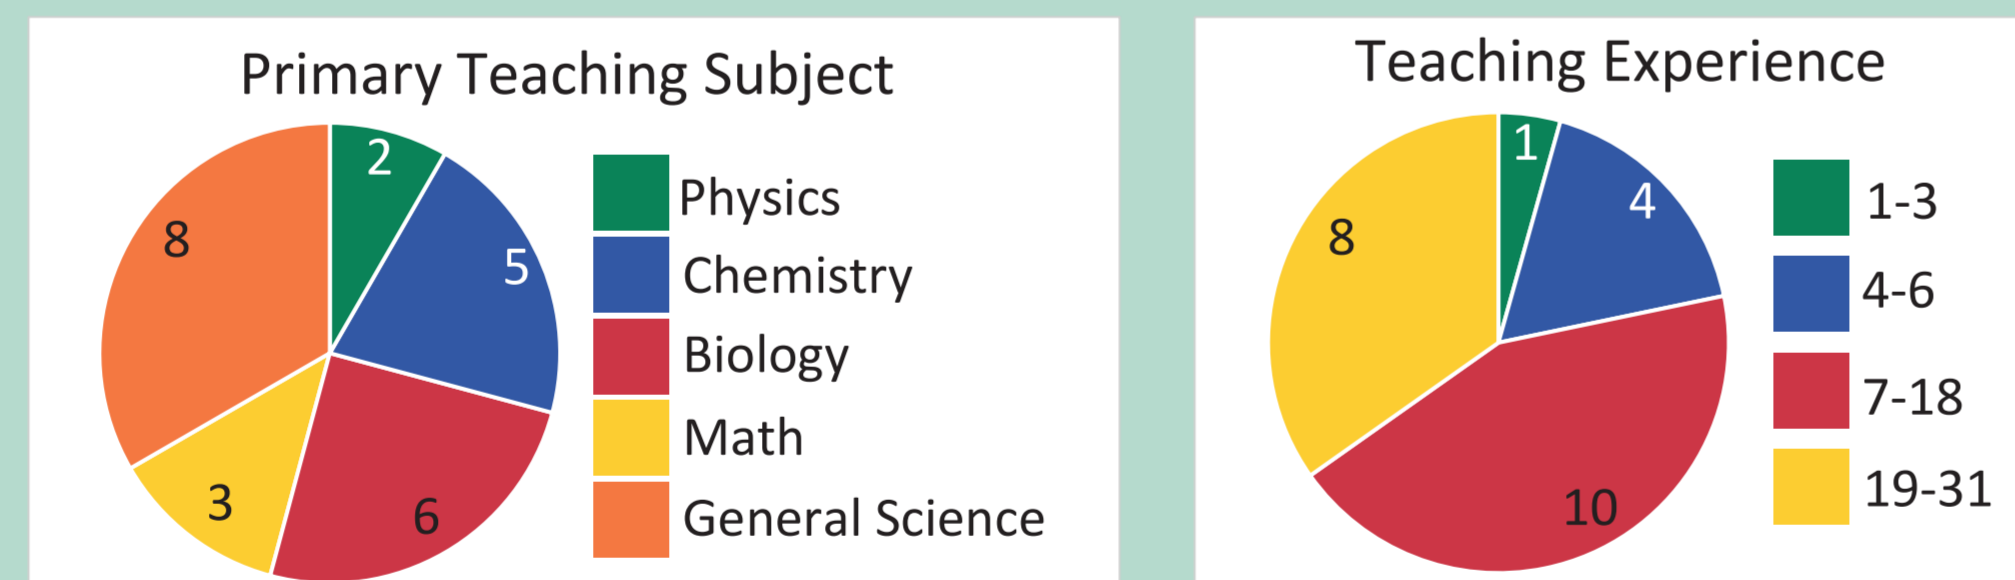 Primary Teaching Subject
2
5
6
3
8
Physics
Chemistry
Biology
Math
General Science
Teaching Experience
1
4
10
8
1-3
4-6
7-18
19-31